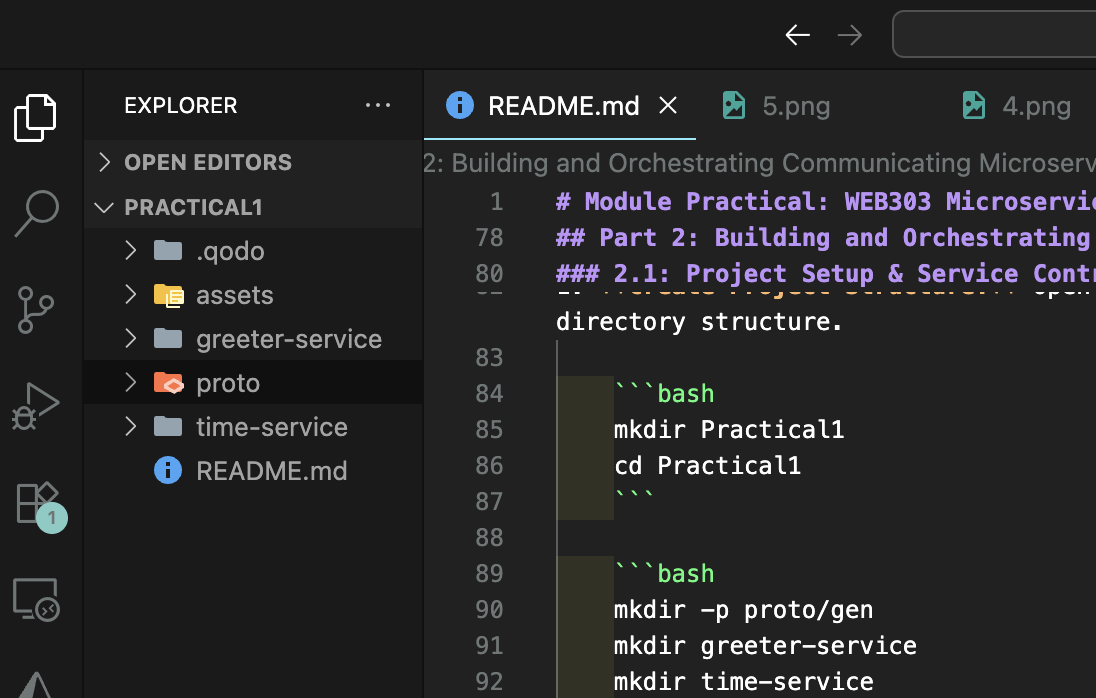 EXPLORER
OPEN EDITORS
PRACTICAL1
.qodo
assets
greeter-service
proto
time-service
README.md
1
README.md
5.png
4.png
2: Building and Orchestrating Communicating Microserv
1 # Module Practical: WEB303 Microservic
78 ## Part 2: Building and Orchestrating
80 ### 2.1: Project Setup & Service Contr
directory structure.
83
84 ```bash
85 mkdir Practical1
86 cd Practical1
87 ```
88
89 ```bash
90 mkdir -p proto/gen
91 mkdir greeter-service
92 mkdir time-service